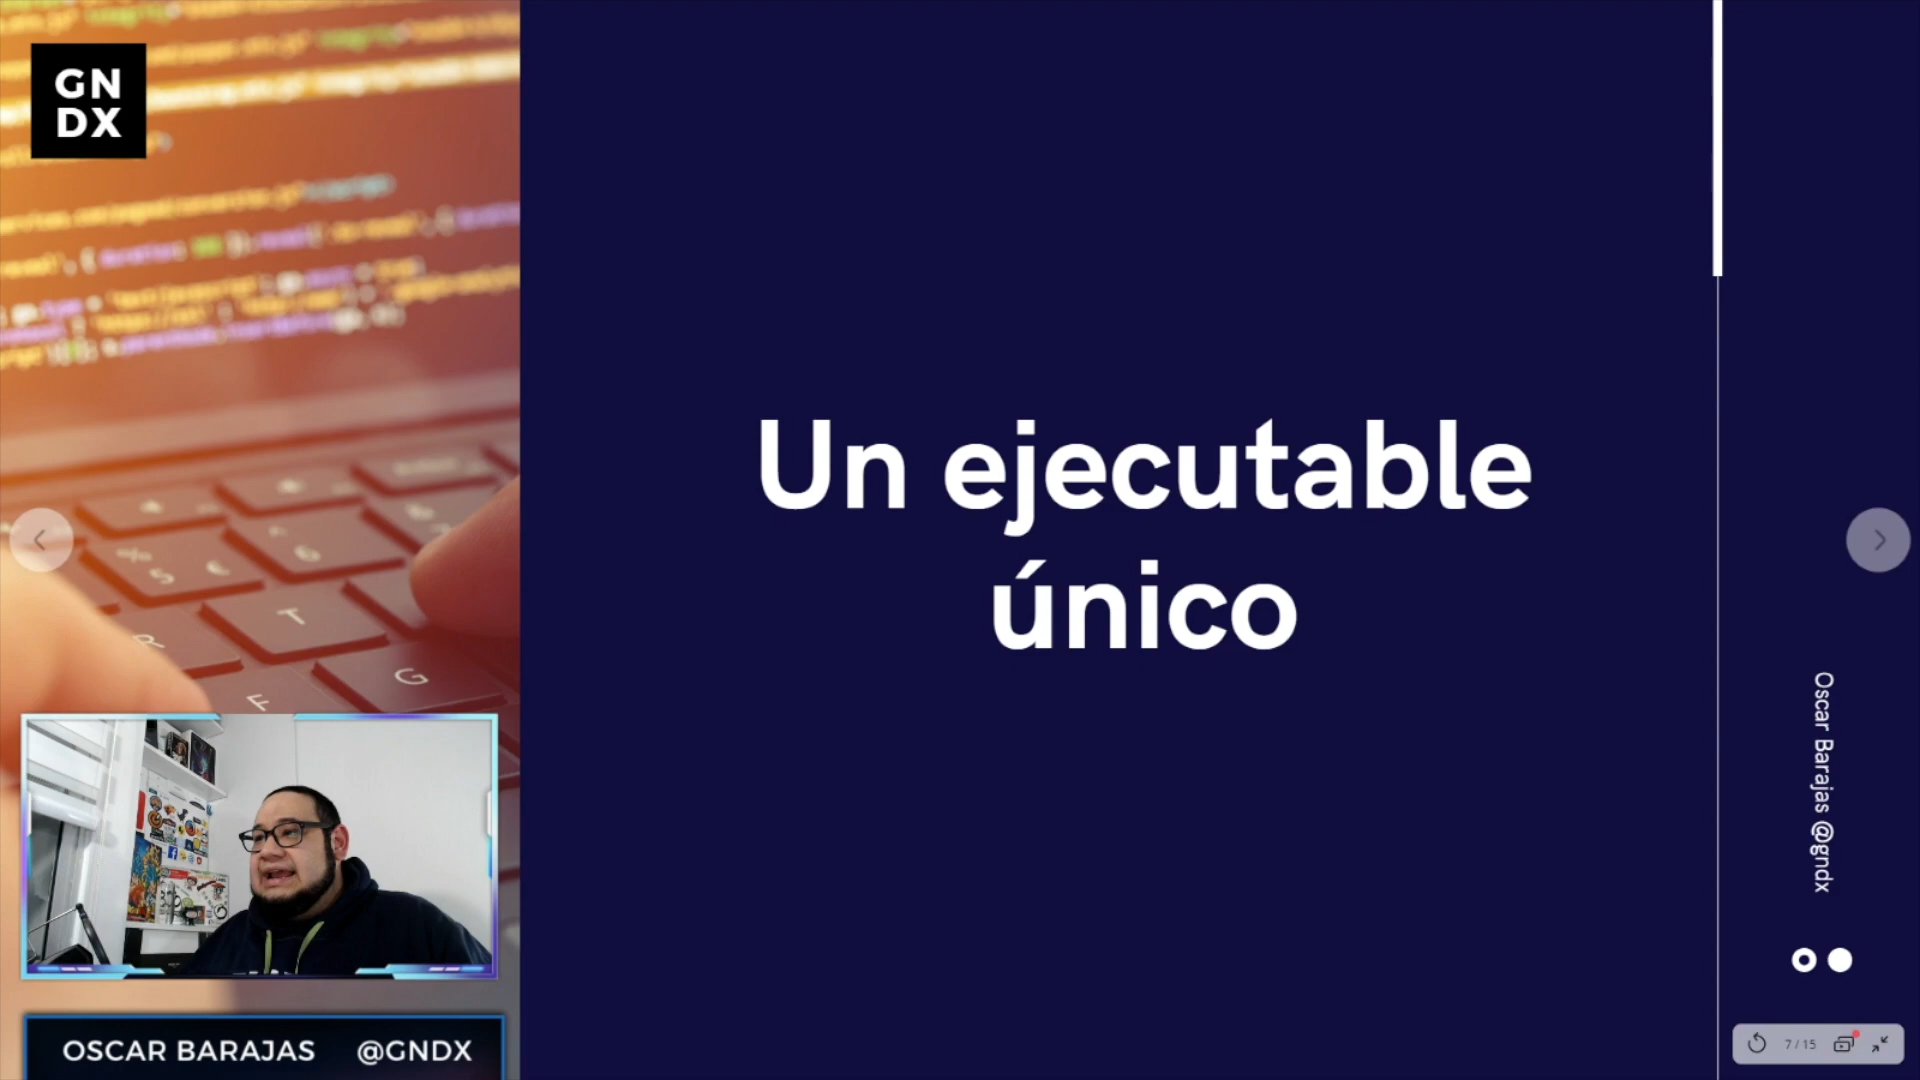 GN
DX
Un ejecutable
único
Oscar Barajas @gndx
OSCAR BARAJAS @GNDX
7 / 15